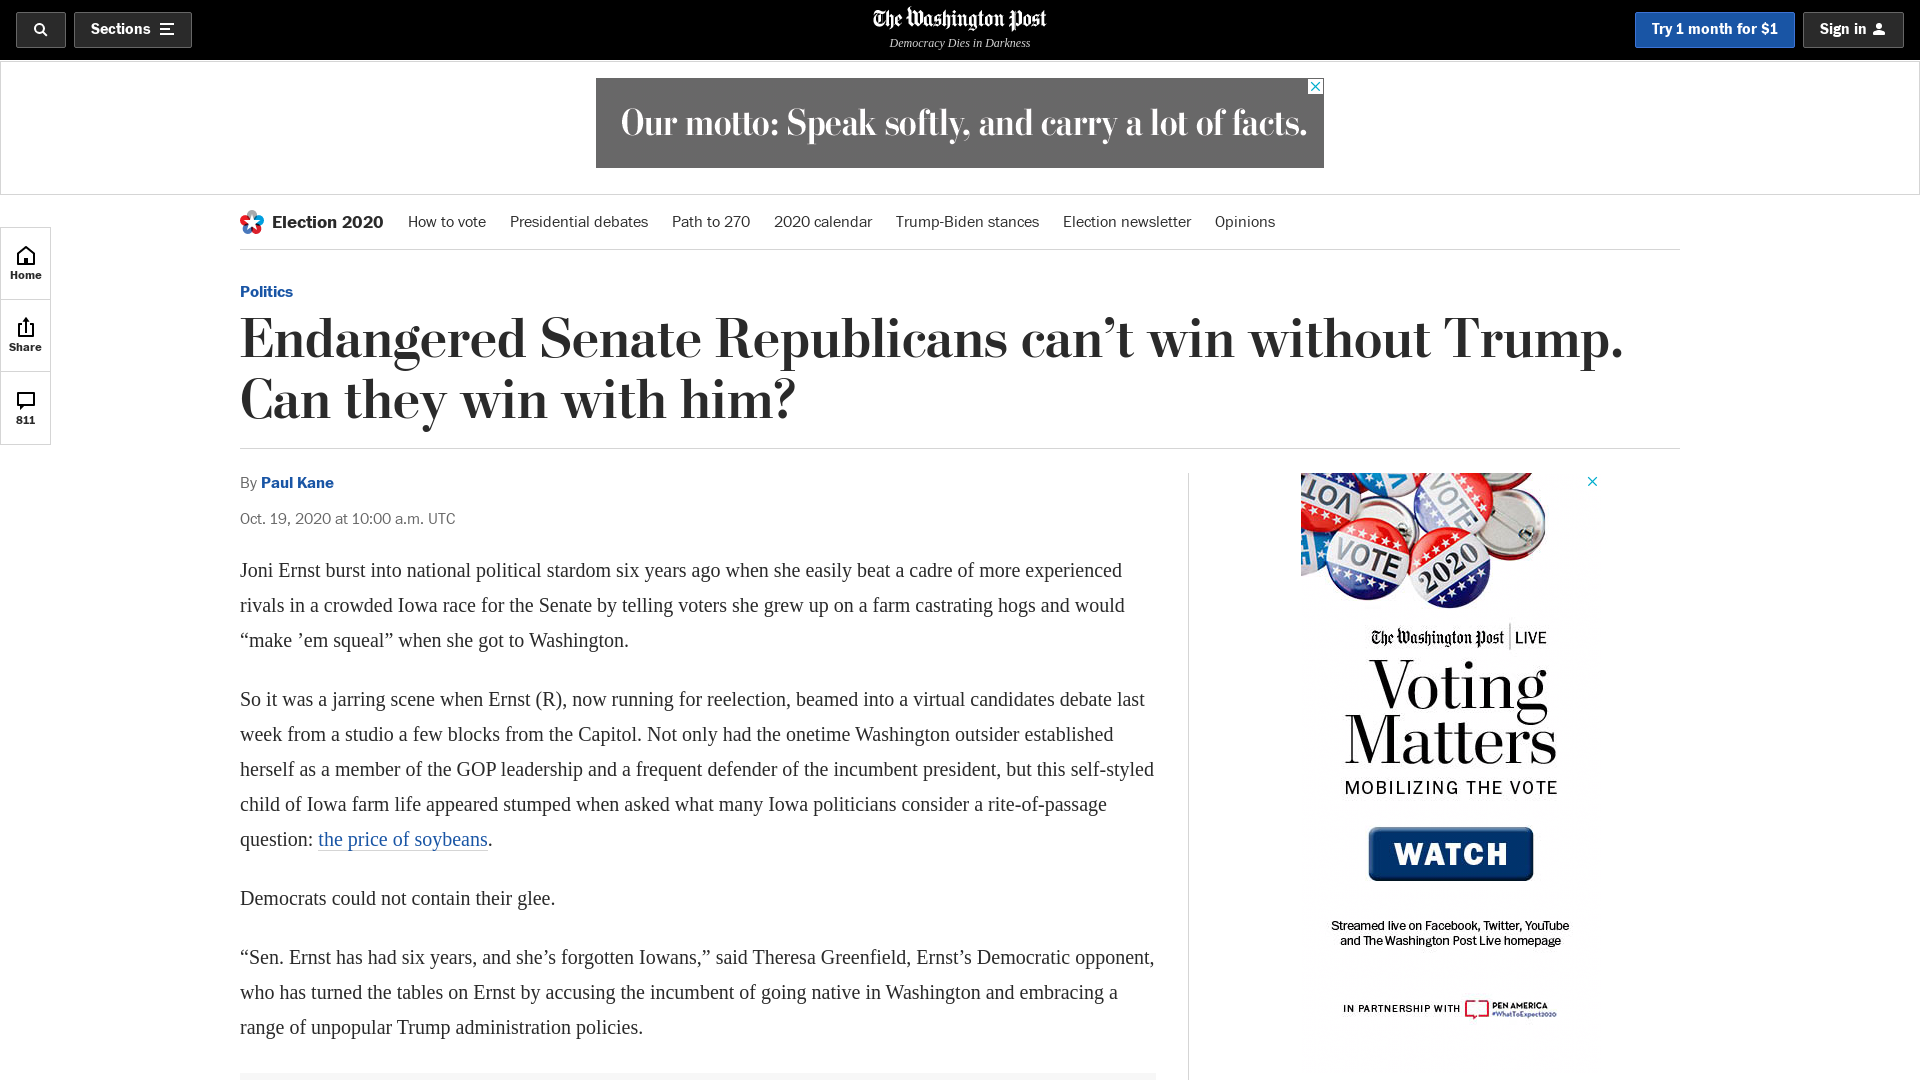 Sections
The Washington Post
Democracy Dies in Darkness
Try 1 month for $1
Sign in
Our motto: Speak softly, and carry a lot of facts.
Election 2020
How to vote
Presidential debates
Path to 270
2020 calendar
Trump-Biden stances
Election newsletter
Opinions
Home
Share
811
Politics
Endangered Senate Republicans can’t win without Trump.
Can they win with him?
By Paul Kane
Oct. 19, 2020 at 10:00 a.m. UTC
Joni Ernst burst into national political stardom six years ago when she easily beat a cadre of more experienced
rivals in a crowded Iowa race for the Senate by telling voters she grew up on a farm castrating hogs and would
“make ’em squeal” when she got to Washington.
So it was a jarring scene when Ernst (R), now running for reelection, beamed into a virtual candidates debate last
week from a studio a few blocks from the Capitol. Not only had the onetime Washington outsider established
herself as a member of the GOP leadership and a frequent defender of the incumbent president, but this self-styled
child of Iowa farm life appeared stumped when asked what many Iowa politicians consider a rite-of-passage
question: the price of soybeans.
Democrats could not contain their glee.
“Sen. Ernst has had six years, and she’s forgotten Iowans,” said Theresa Greenfield, Ernst’s Democratic opponent,
who has turned the tables on Ernst by accusing the incumbent of going native in Washington and embracing a
range of unpopular Trump administration policies.
VOTE
VOTE
2020
The Washington Post LIVE
Voting
Matters
MOBILIZING THE VOTE
WATCH
Streamed live on Facebook, Twitter, YouTube
and The Washington Post Live homepage
IN PARTNERSHIP WITH
PEN AMERICA
#WhatToExpect2020